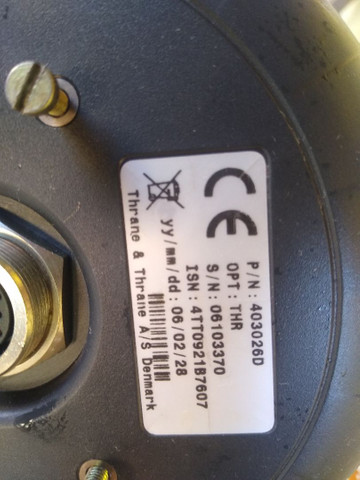 P/N: 403026D
OPT: THR
S/N: 06103370
ISN: 4TT0921B7607
yy/mm/dd: 06/02/28
Thrane & Thrane A/S Denmark
CE